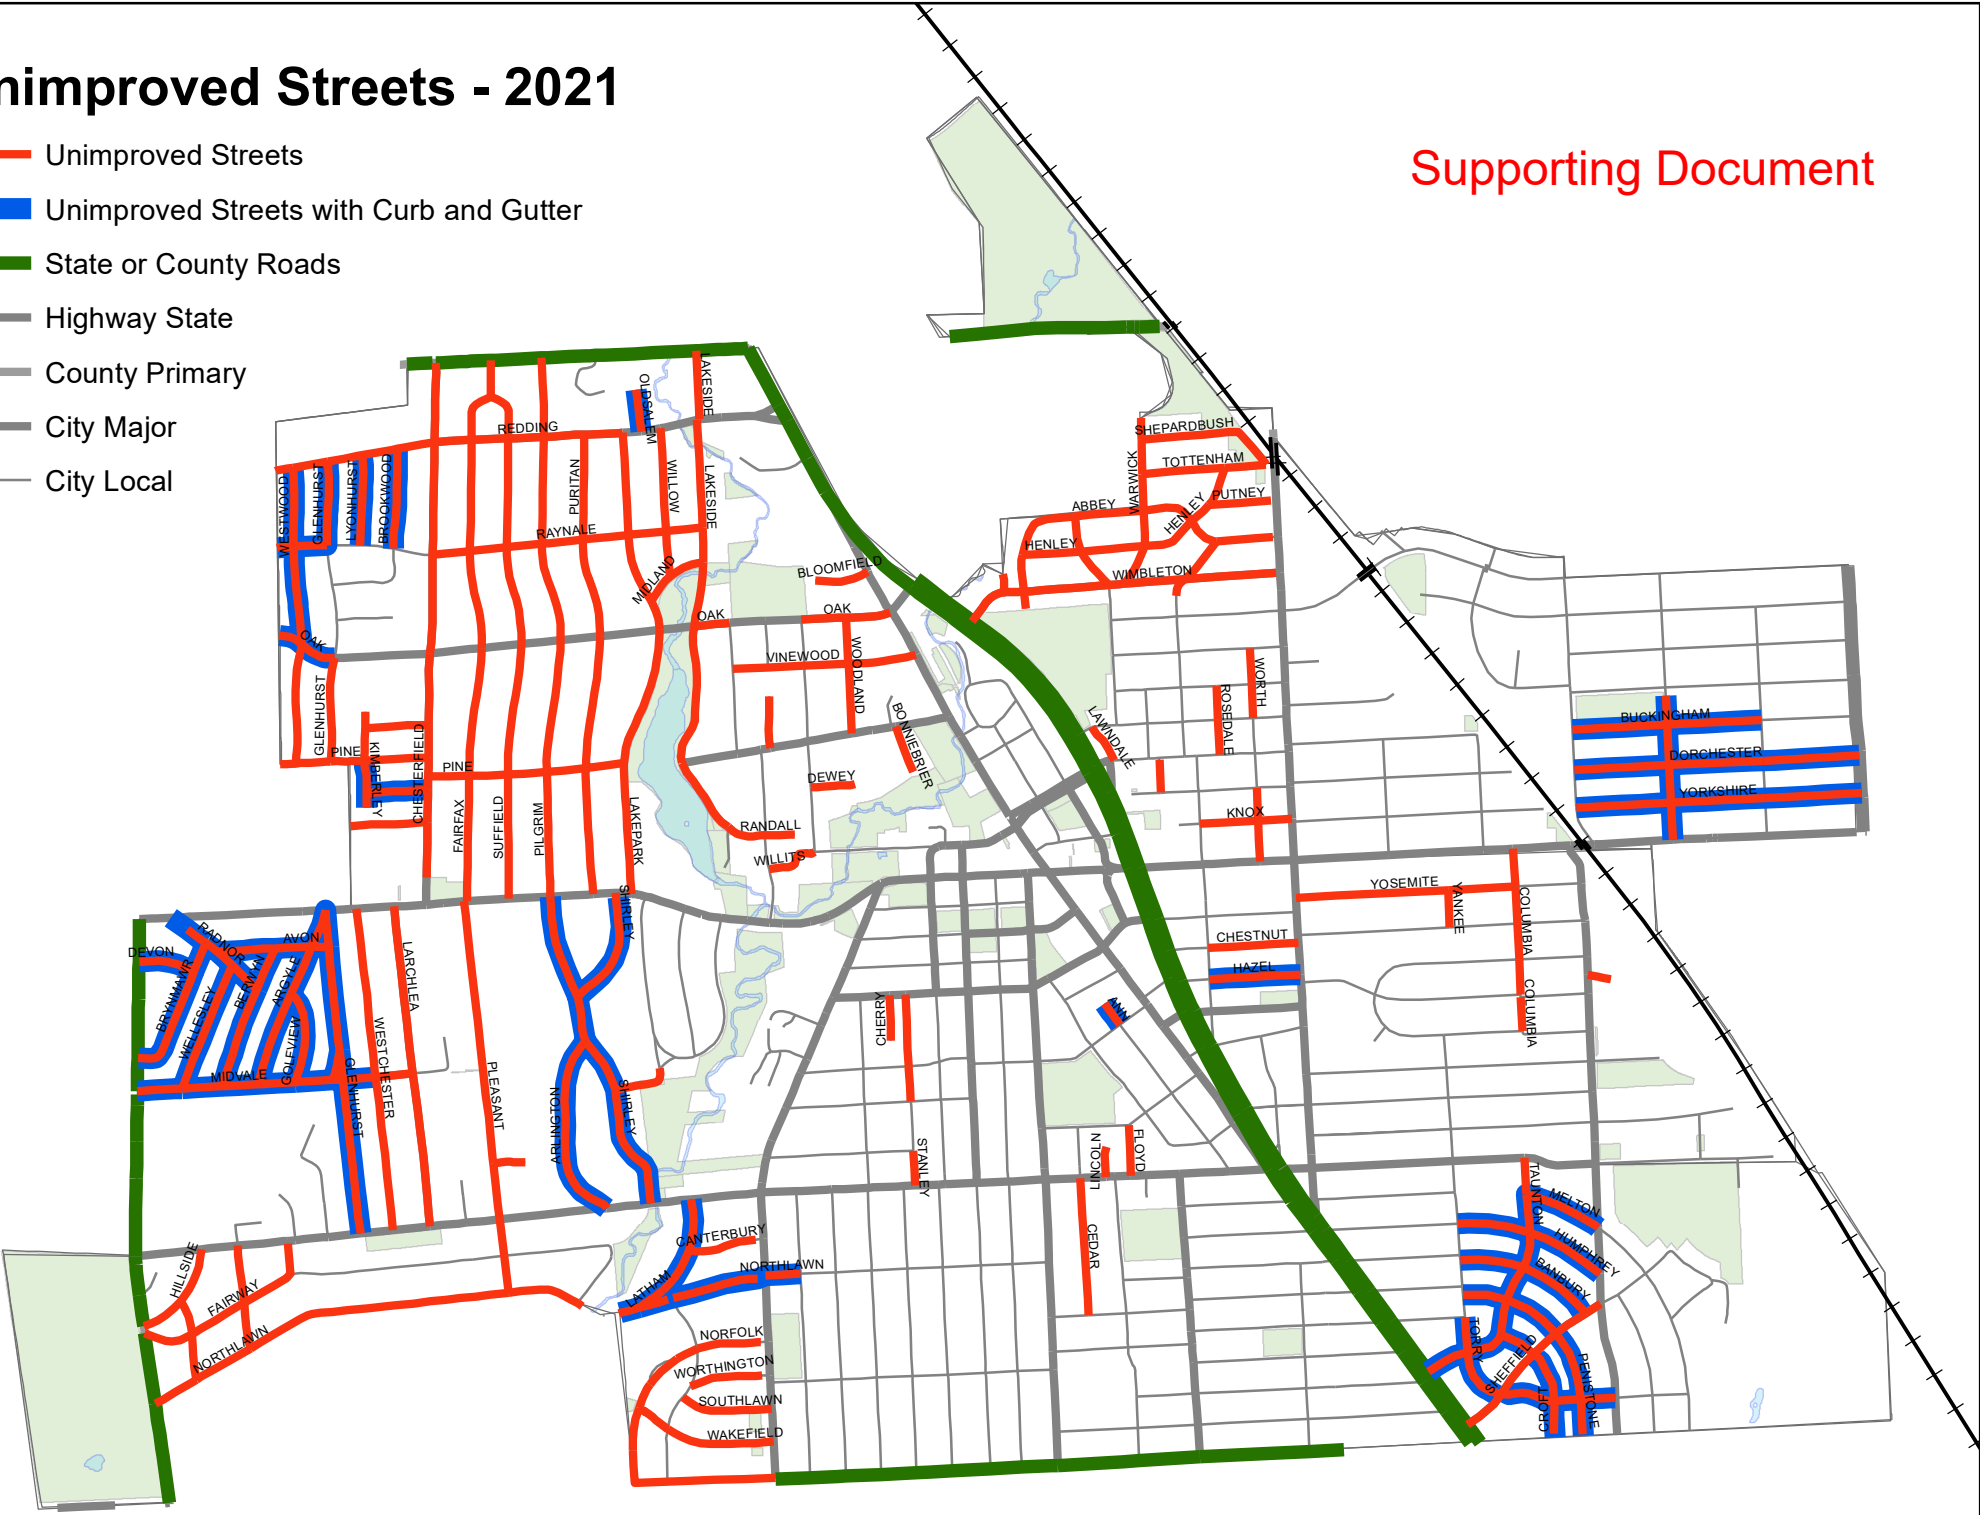 nimproved Streets - 2021
Unimproved Streets
Unimproved Streets with Curb and Gutter
State or County Roads
Highway State
County Primary
City Major
City Local
Supporting Document
LAKESIDE
OLDSALEM
REDDING
SHEPARDBUSH
TOTTENHAM
WARWICK
PUTNEY
HENLEY
ABBEY
HENLEY
WIMBLETON
WESTWOOD
GLENHURST
LYONHURST
BROOKWOOD
PURITAN
WILLOW
LAKESIDE
RAYNALE
MIDLAND
BLOOMFIELD
OAK
OAK
OAK
VINEWOOD
WOODLAND
GLENHURST
PINE
KIMBERLEY
CHESTERFIELD
PINE
BONNIEBRIER
LAWNDALE
ROSEDALE
WORTH
BUCKINGHAM
DORCHESTER
YORKSHIRE
DEWEY
FAIRFAX
SUFFIELD
PILGRIM
LAKEPARK
RANDALL
WILLITS
KNOX
YOSEMITE
YANKEE
COLUMBIA
COLUMBIA
CHESTNUT
HAZEL
ANN
SHIRLEY
DEVON
RADNOR
AVON
BRYNMAWR
WELLESLEY
BERWYN
ARGYLE
GOLFVIEW
MIDVALE
GLENHURST
WESTCHESTER
LARCHLEA
PLEASANT
ARLINGTON
SHIRLEY
CHERRY
STANLEY
LINCOLN
FLOYD
CEDAR
TAUNTON
MELTON
HUMPHREY
BANBURY
TORRY
SHEFFIELD
CROFT
PENISTONE
HILLSIDE
FAIRWAY
NORTHLAWN
CANTERBURY
LATHAM
NORTHLAWN
NORFOLK
WORTHINGTON
SOUTHLAWN
WAKEFIELD